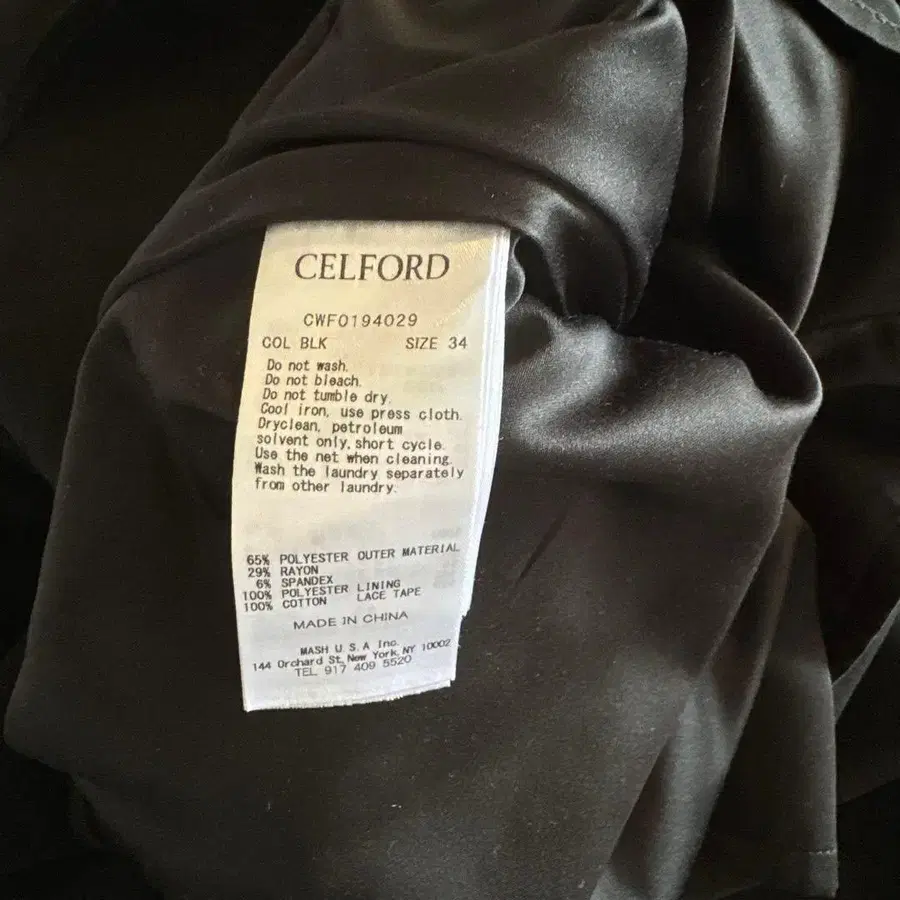 CELFORD
CWFO194029
COL BLK SIZE 34
Do not wash.
Do not bleach.
Do not tumble dry.
Cool iron, use press cloth.
Dryclean, petroleum
solvent only, short cycle.
Use the net when cleaning.
Wash the laundry separately
from other laundry.
65% POLYESTER OUTER MATERIAL
29% RAYON
6% SPANDEX
100% POLYESTER LINING
100% COTTON LACE TAPE
MADE IN CHINA
MASH U.S.A Inc.
144 Orchard St, New York, NY 10002
TEL 917 409 5520